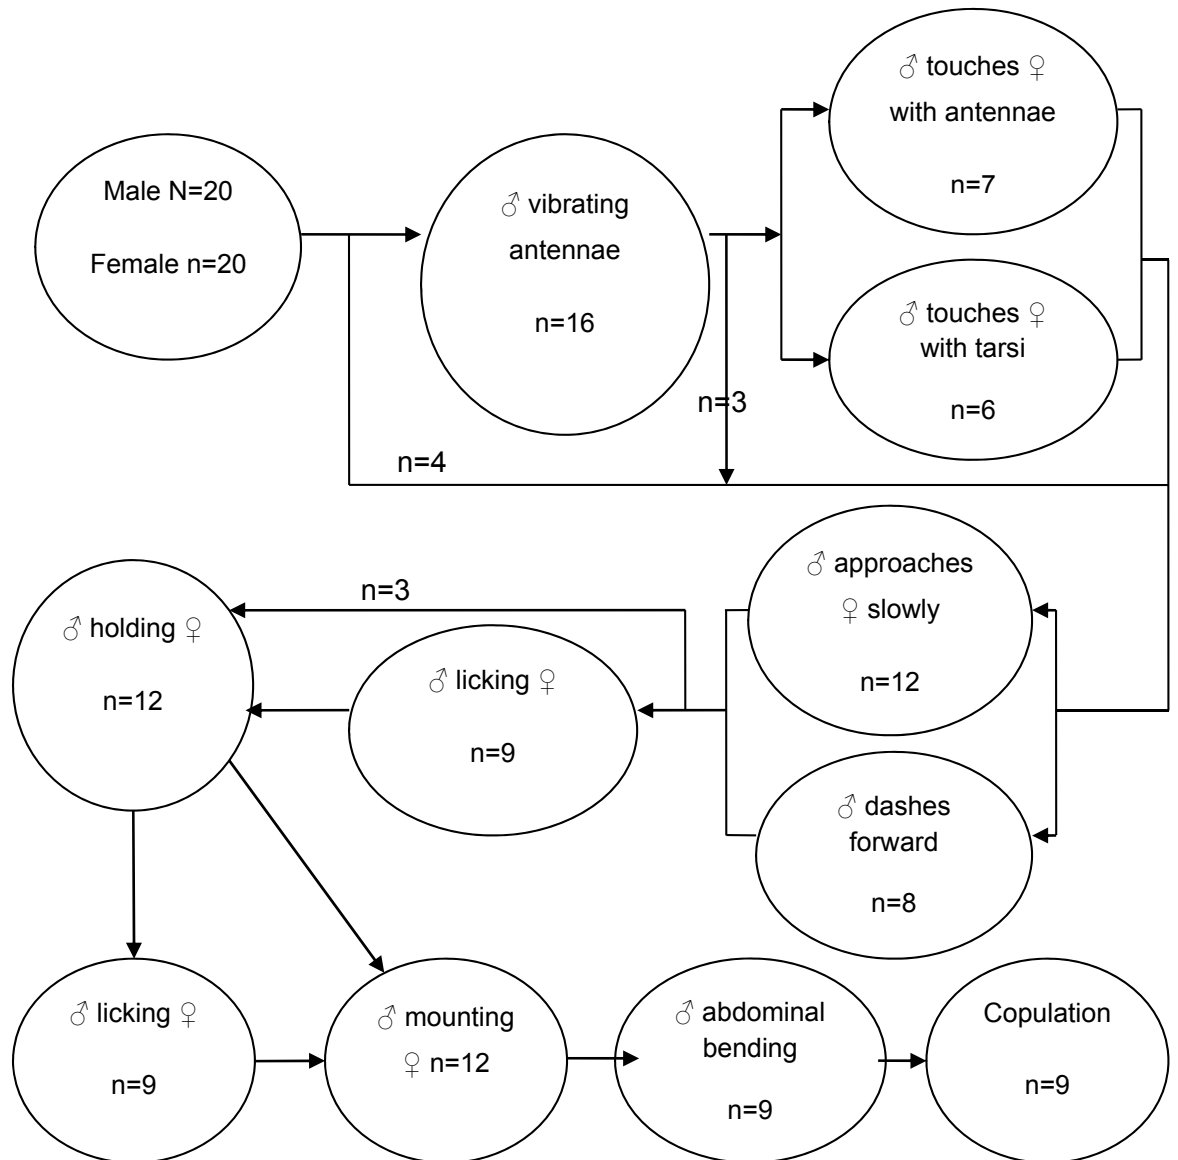 ♂ touches ♀
with antennae
n=7
Male N=20
Female n=20
♂ vibrating
antennae
n=16
♂ touches ♀
with tarsi
n=6
n=3
n=4
♂ approaches
♀ slowly
n=12
n=3
♂ holding ♀
n=12
♂ licking ♀
n=9
♂ dashes
forward
n=8
♂ licking ♀
n=9
♂ mounting
♀ n=12
♂ abdominal
bending
n=9
Copulation
n=9